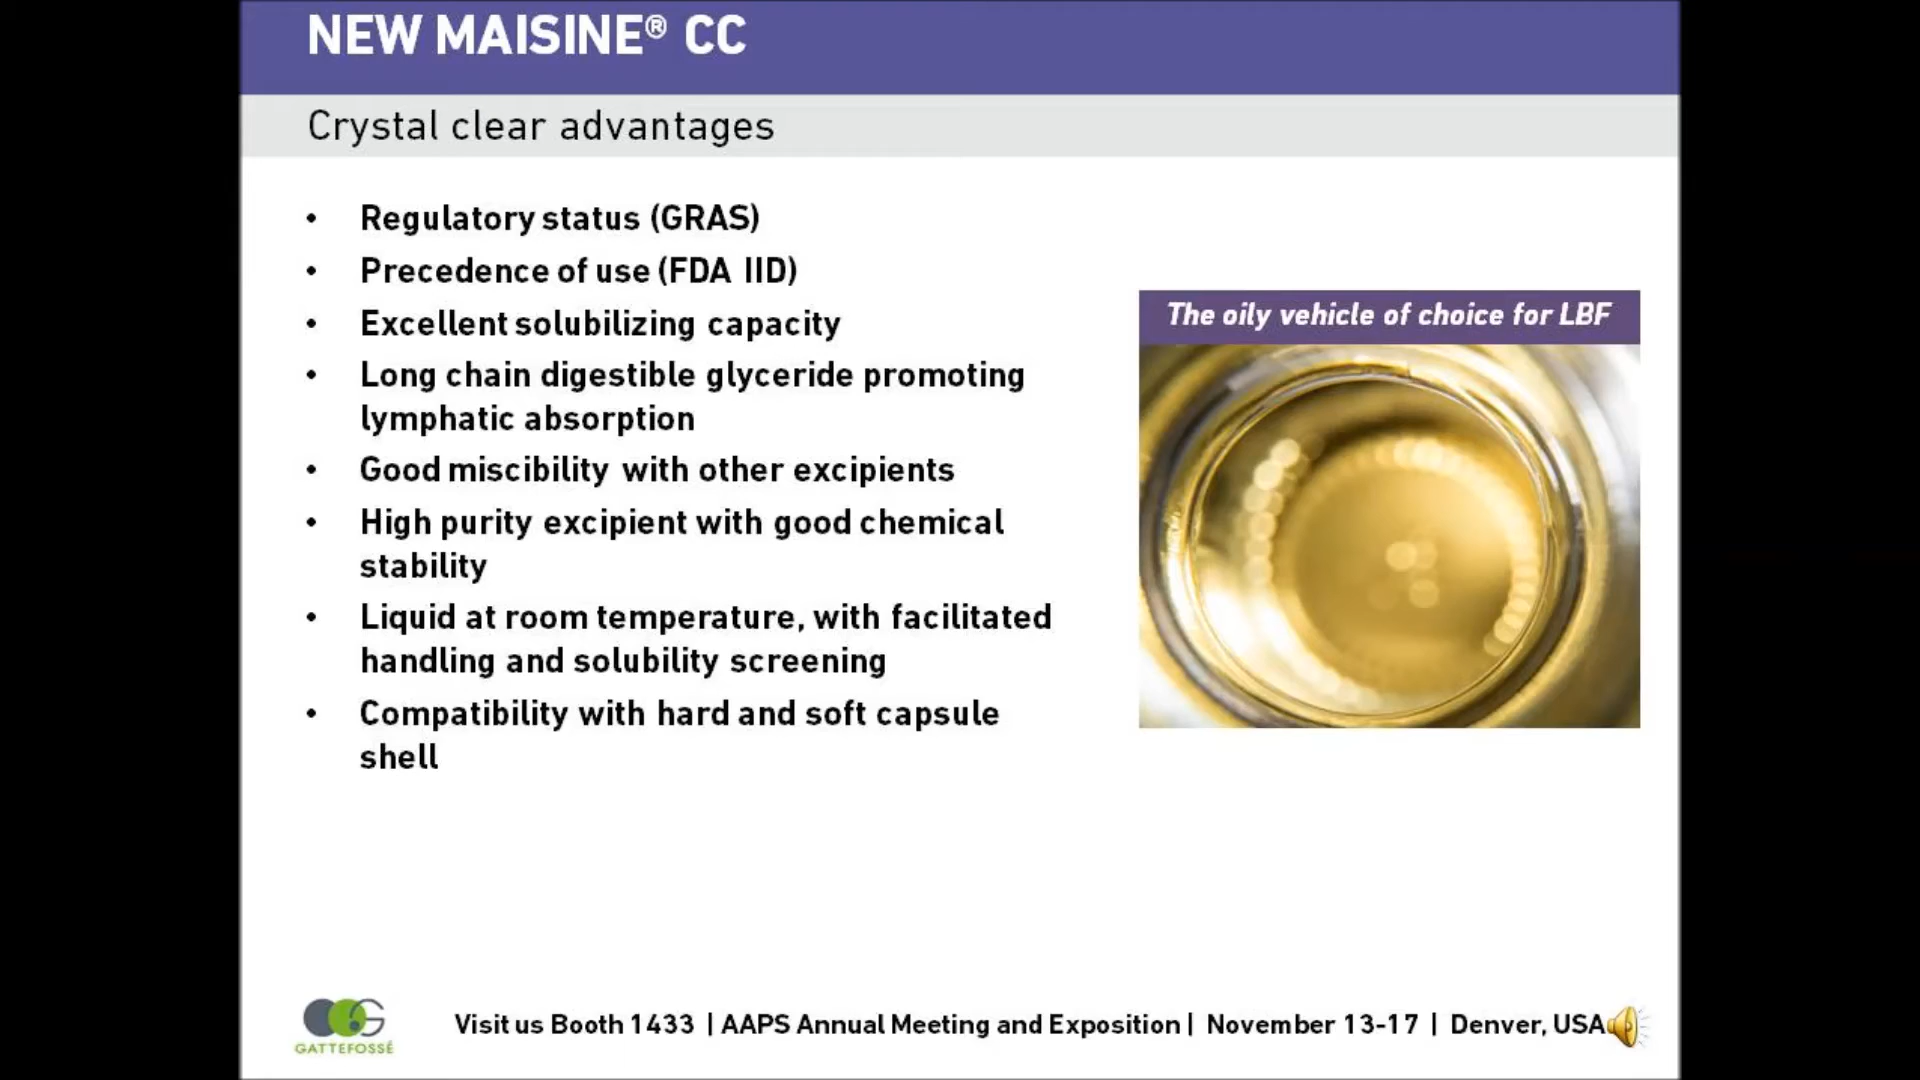 NEW MAISINE® CC
Crystal clear advantages
• Regulatory status (GRAS)
• Precedence of use (FDA IID)
• Excellent solubilizing capacity
• Long chain digestible glyceride promoting
lymphatic absorption
• Good miscibility with other excipients
• High purity excipient with good chemical
stability
• Liquid at room temperature, with facilitated
handling and solubility screening
• Compatibility with hard and soft capsule
shell
The oily vehicle of choice for LBF
GATTEFOSSÉ
Visit us Booth 1433 | AAPS Annual Meeting and Exposition | November 13-17 | Denver, USA